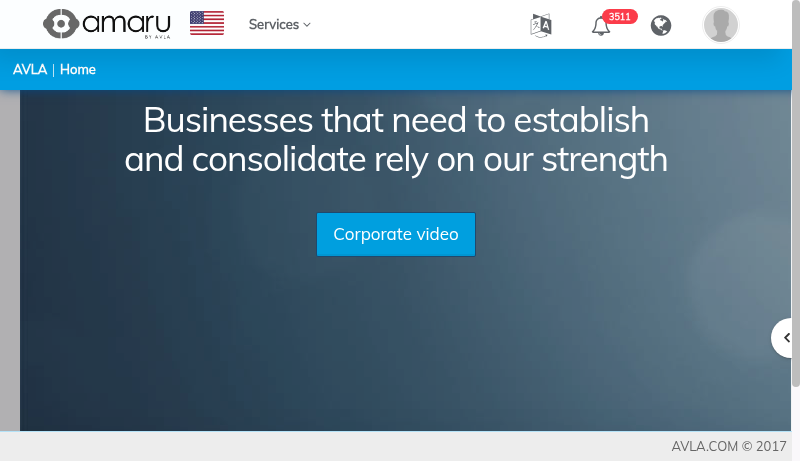 amaru
BY AVLA
Services
3511
AVLA | Home
Businesses that need to establish
and consolidate rely on our strength
Corporate video
AVLA.COM © 2017